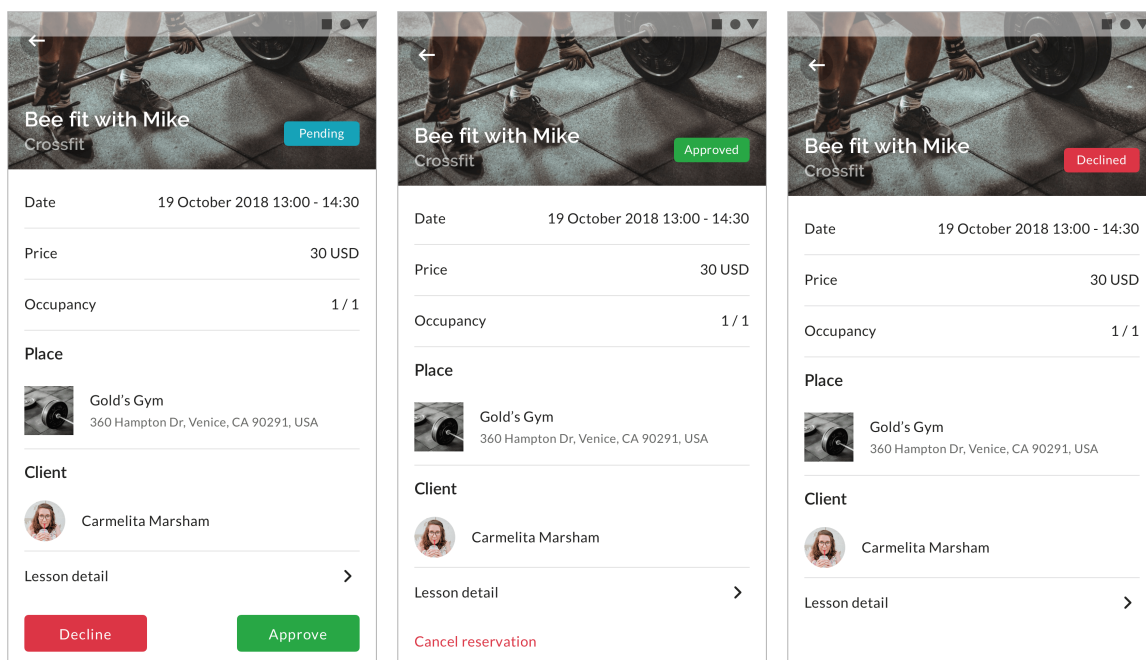 Bee fit with Mike
Crossfit
Pending
Date 19 October 2018 13:00 - 14:30
Price 30 USD
Occupancy 1 / 1
Place
Gold’s Gym
360 Hampton Dr, Venice, CA 90291, USA
Client
Carmelita Marsham
Lesson detail
Decline Approve
Bee fit with Mike
Crossfit
Approved
Date 19 October 2018 13:00 - 14:30
Price 30 USD
Occupancy 1 / 1
Place
Gold’s Gym
360 Hampton Dr, Venice, CA 90291, USA
Client
Carmelita Marsham
Lesson detail
Cancel reservation
Bee fit with Mike
Crossfit
Declined
Date 19 October 2018 13:00 - 14:30
Price 30 USD
Occupancy 1 / 1
Place
Gold’s Gym
360 Hampton Dr, Venice, CA 90291, USA
Client
Carmelita Marsham
Lesson detail